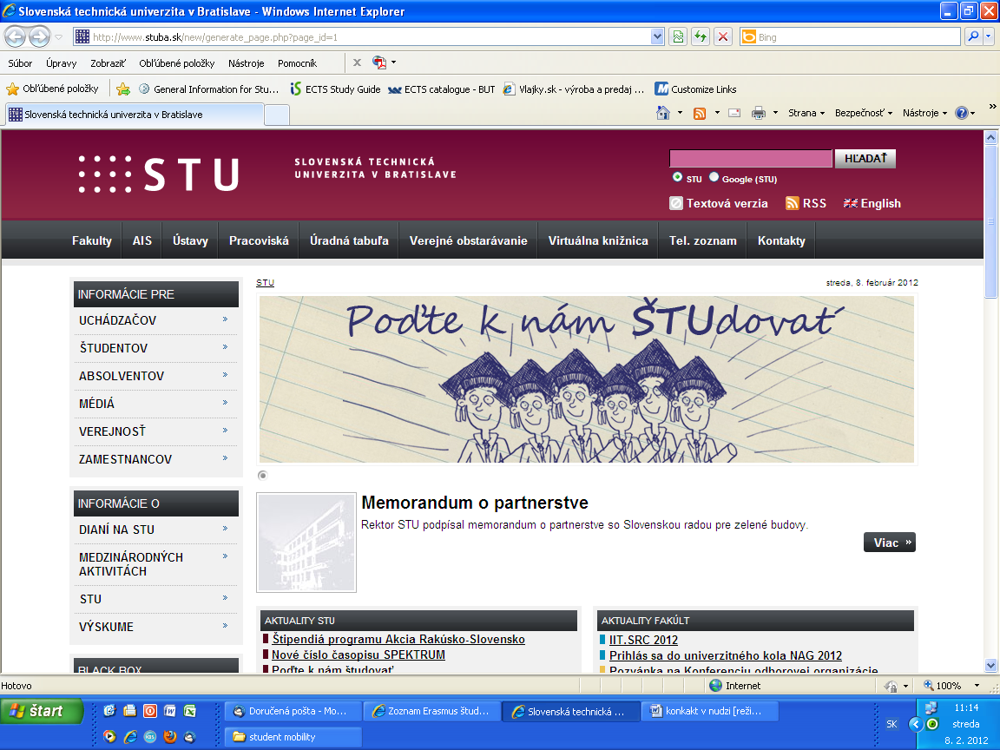 Slovenská technická univerzita v Bratislave - Windows Internet Explorer
http://www.stuba.sk/new/generate_page.php?page_id=1
Bing
Súbor Úpravy Zobraziť Obľúbené položky Nástroje Pomocník
Obľúbené položky General Information for Stu... ECTS Study Guide ECTS catalogue - BUT Vlajky.sk - výroba a predaj ... Customize Links
Slovenská technická univerzita v Bratislave
Strana Bezpečnosť Nástroje
STU
SLOVENSKÁ TECHNICKÁ
UNIVERZITA V BRATISLAVE
HĽADAŤ
STU Google (STU)
Textová verzia RSS English
Fakulty AIS Ústavy Pracoviská Úradná tabuľa Verejné obstarávanie Virtuálna knižnica Tel. zoznam Kontakty
INFORMÁCIE PRE
UCHÁDZAČOV »
ŠTUDENTOV »
ABSOLVENTOV »
MÉDIÁ »
VEREJNOSŤ »
ZAMESTNANCOV »
INFORMÁCIE O
DIANÍ NA STU »
MEDZINÁRODNÝCH »
AKTIVITÁCH
STU »
VÝSKUME »
BLACK BOX
STU
streda, 8. február 2012
Poďte k nám ŠTUdovať
Memorandum o partnerstve
Rektor STU podpísal memorandum o partnerstve so Slovenskou radou pre zelené budovy.
Viac »
AKTUALITY STU
Štipendiá programu Akcia Rakúsko-Slovensko
Nové číslo časopisu SPEKTRUM
Poďte k nám študovať
AKTUALITY FAKÚLT
IIT.SRC 2012
Prihlás sa do univerzitného kola NAG 2012
Pozvánka na Konferenciu odborovej organizácie
Hotovo Internet 100%
štart
Doručená pošta - Mo... Zoznam Erasmus štud... Slovenská technická ... konkakt v nudzi [reži...
student mobility
SK
11:14
streda
8. 2. 2012